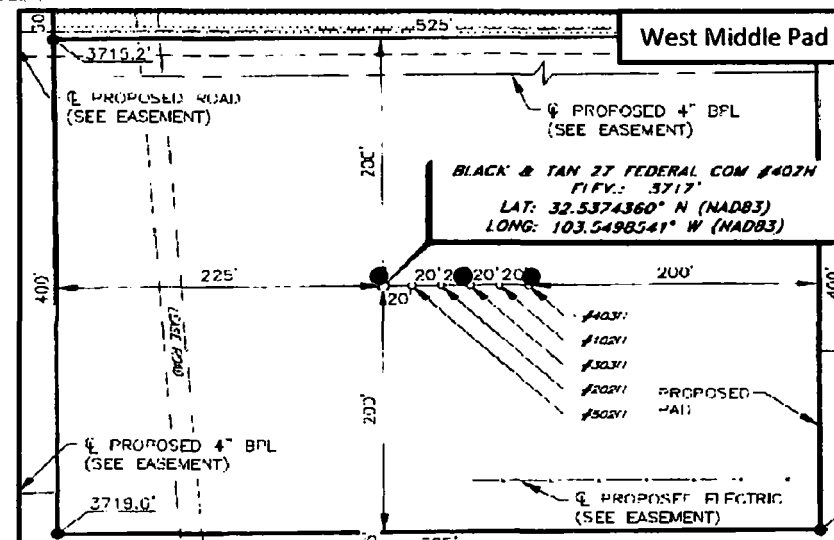 525'
West Middle Pad
3715.2'
℄ PROPOSED ROAD
(SEE EASEMENT)
℄ PROPOSED 4" BPL
(SEE EASEMENT)
200'
BLACK & TAN 27 FEDERAL COM #402H
ELEV.: 3717'
LAT: 32.5374360° N (NAD83)
LONG: 103.5498541° W (NAD83)
400'
225'
20'
20'
20'
20'
200'
400'
LEASE ROAD
#403H
#102H
#303H
#202H
#502H
PROPOSED
PAD
200'
℄ PROPOSED 4" BPL
(SEE EASEMENT)
3719.0'
℄ PROPOSED ELECTRIC
(SEE EASEMENT)